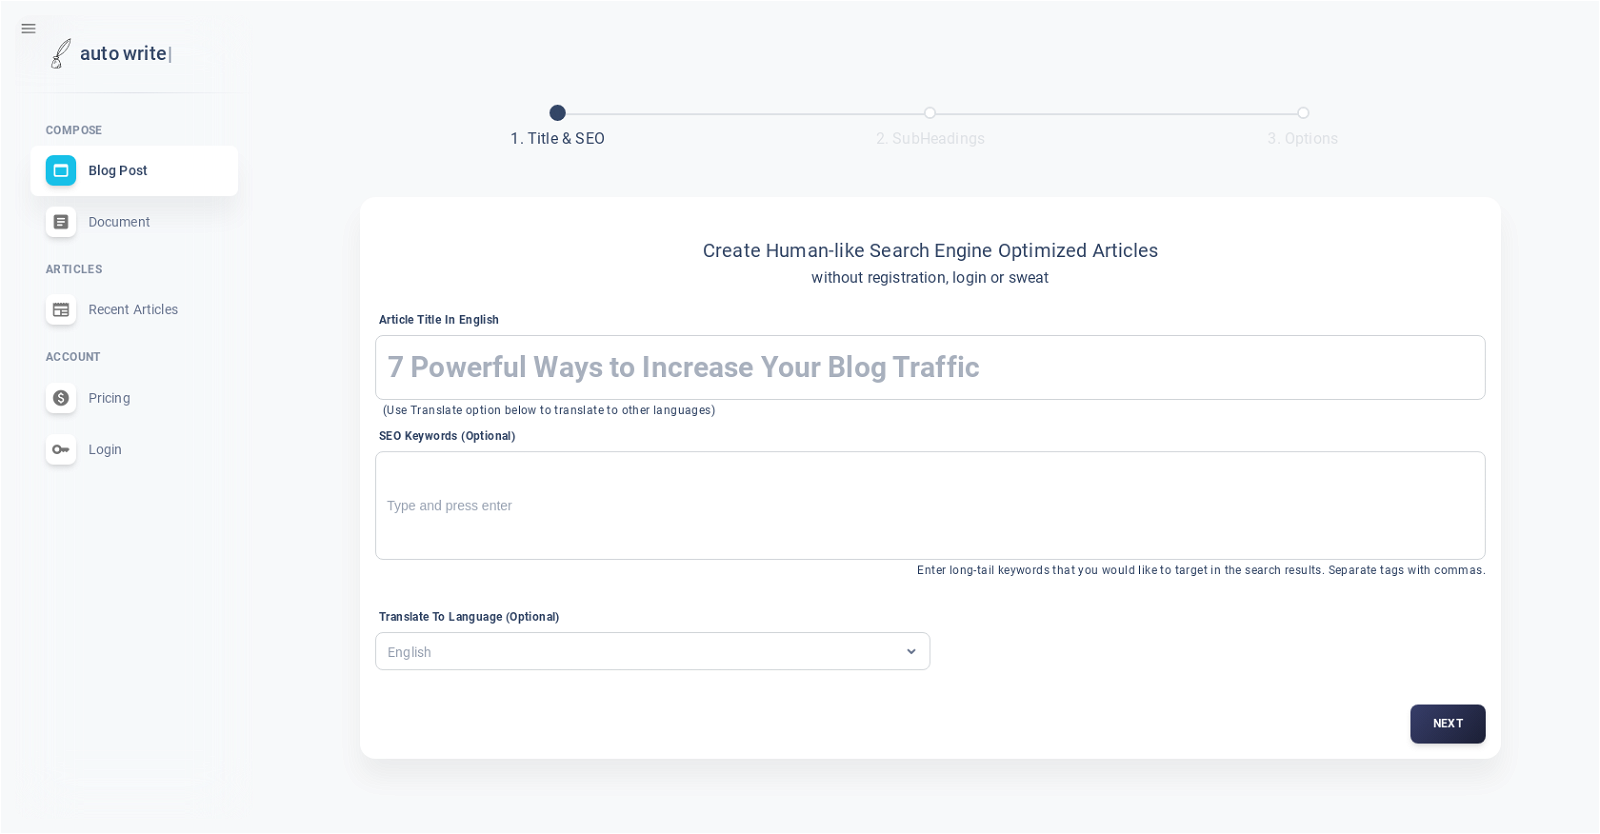 auto write|
COMPOSE
Blog Post
Document
ARTICLES
Recent Articles
ACCOUNT
Pricing
Login
1. Title & SEO
2. SubHeadings
3. Options
Create Human-like Search Engine Optimized Articles
without registration, login or sweat
Article Title In English
7 Powerful Ways to Increase Your Blog Traffic
(Use Translate option below to translate to other languages)
SEO Keywords (Optional)
Type and press enter
Enter long-tail keywords that you would like to target in the search results. Separate tags with commas.
Translate To Language (Optional)
English
NEXT